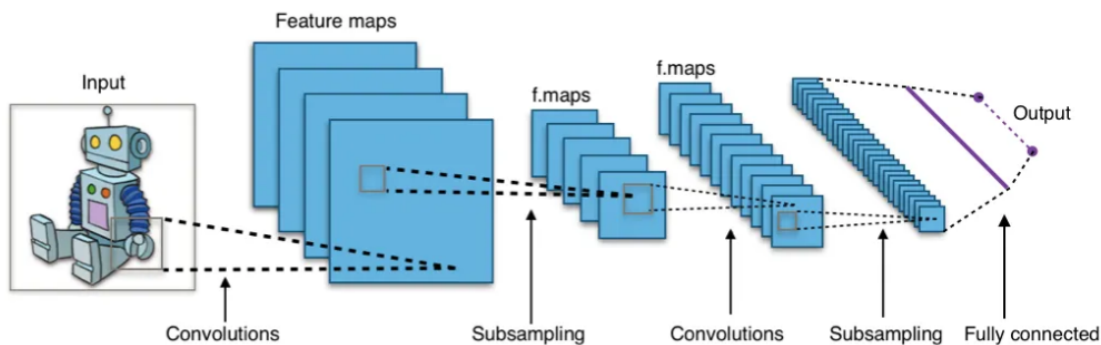 Feature maps
f.maps
Input
f.maps
Output
Convolutions
Subsampling
Convolutions
Subsampling
Fully connected